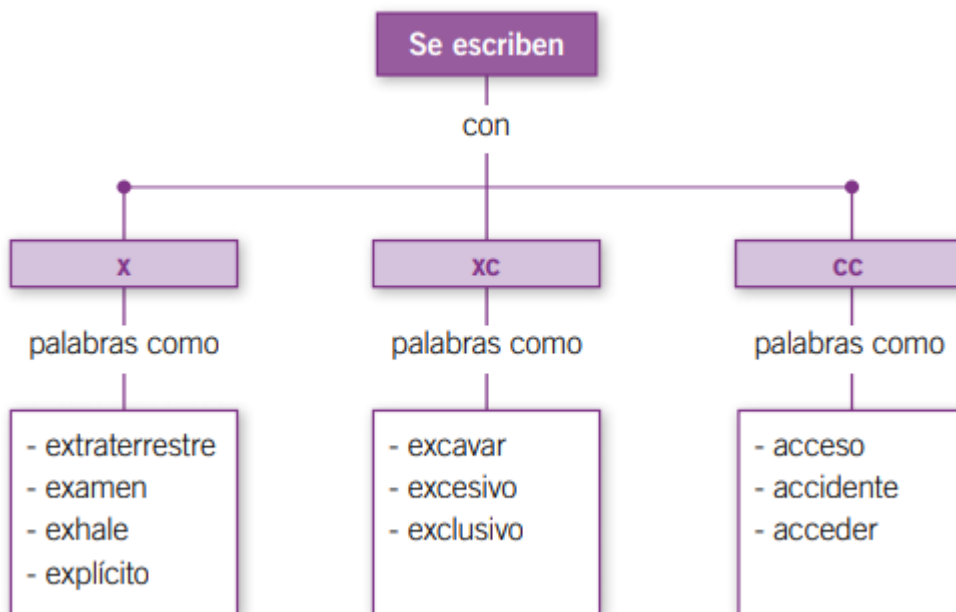 Se escriben
con
x
xc
cc
palabras como
palabras como
palabras como
- extraterrestre
- examen
- exhale
- explícito
- excavar
- excesivo
- exclusivo
- acceso
- accidente
- acceder